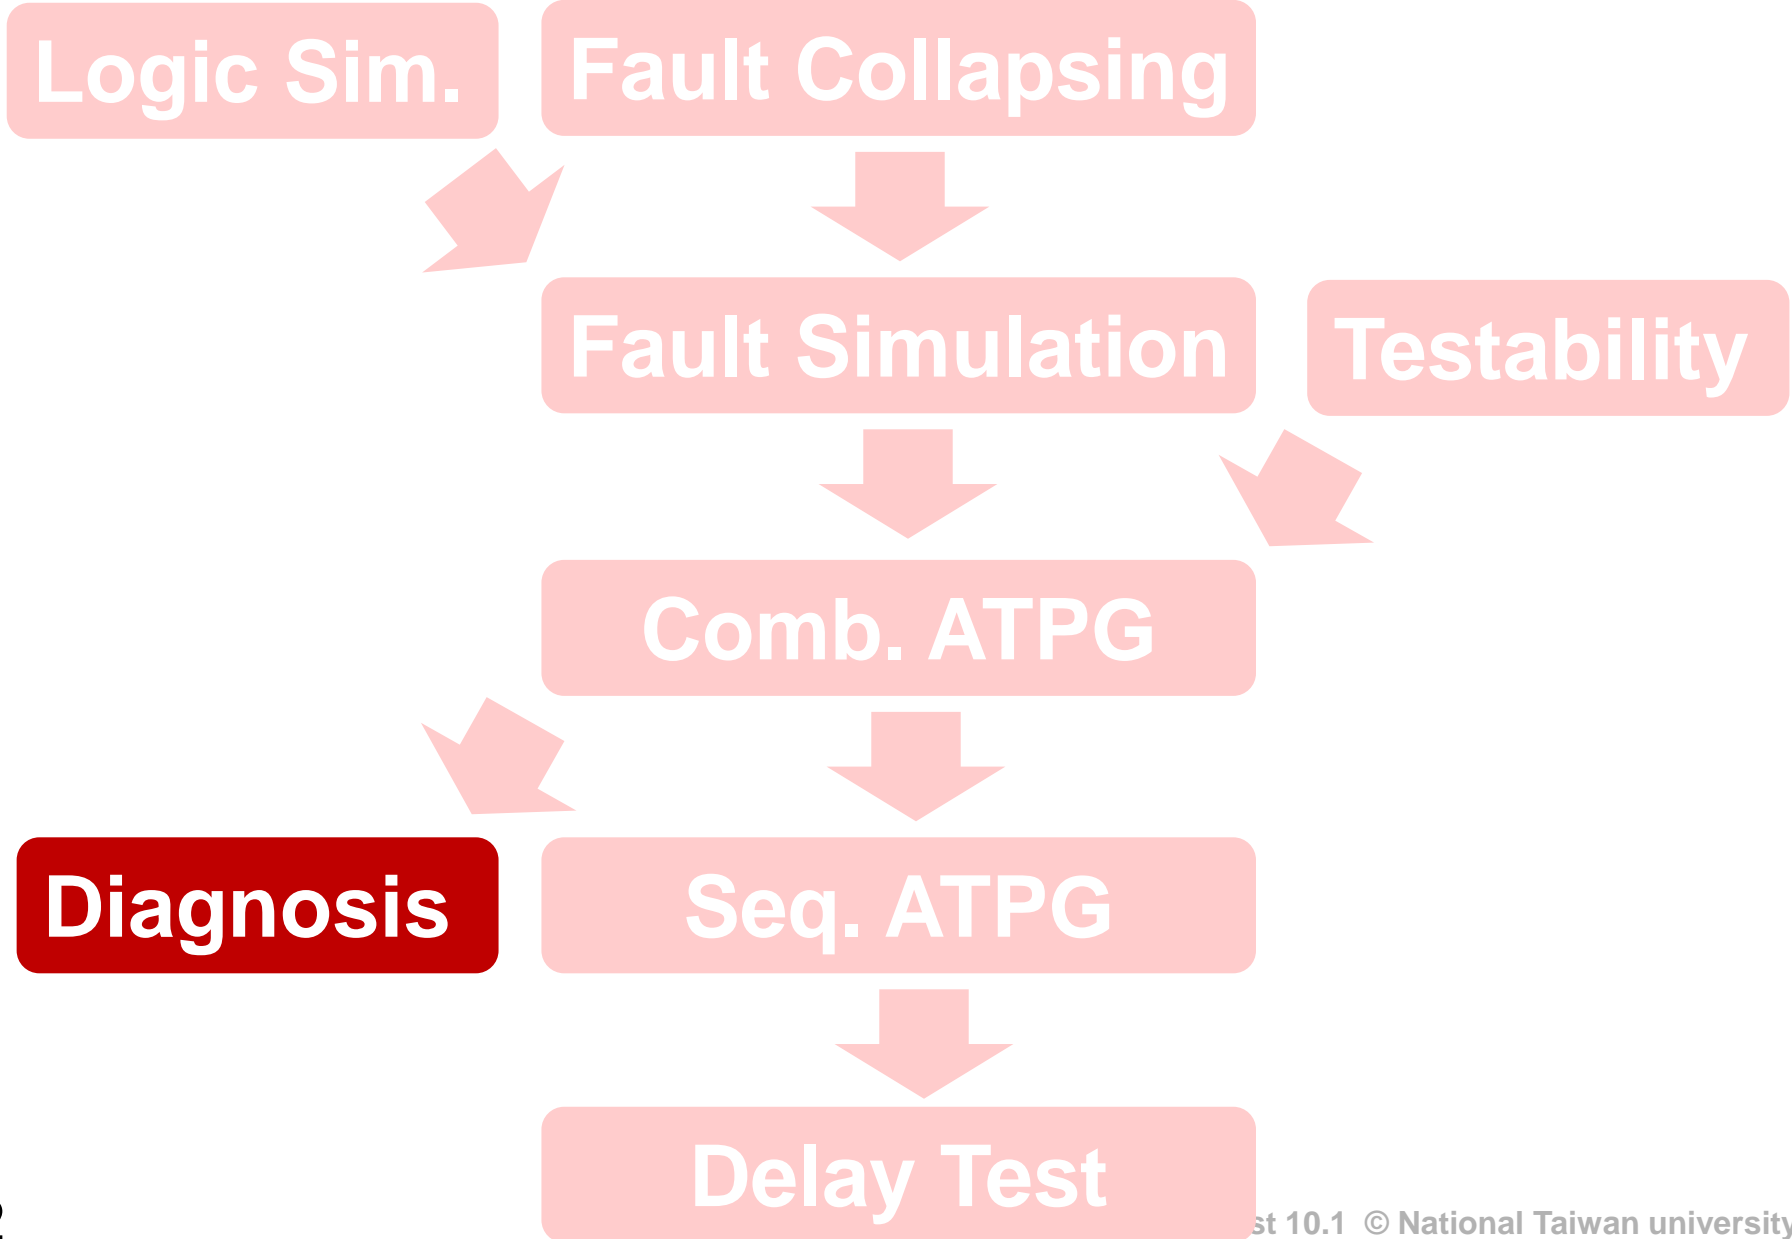 Logic Sim.
Fault Collapsing
Fault Simulation
Testability
Comb. ATPG
Diagnosis
Seq. ATPG
Delay Test
10.1 © National Taiwan university